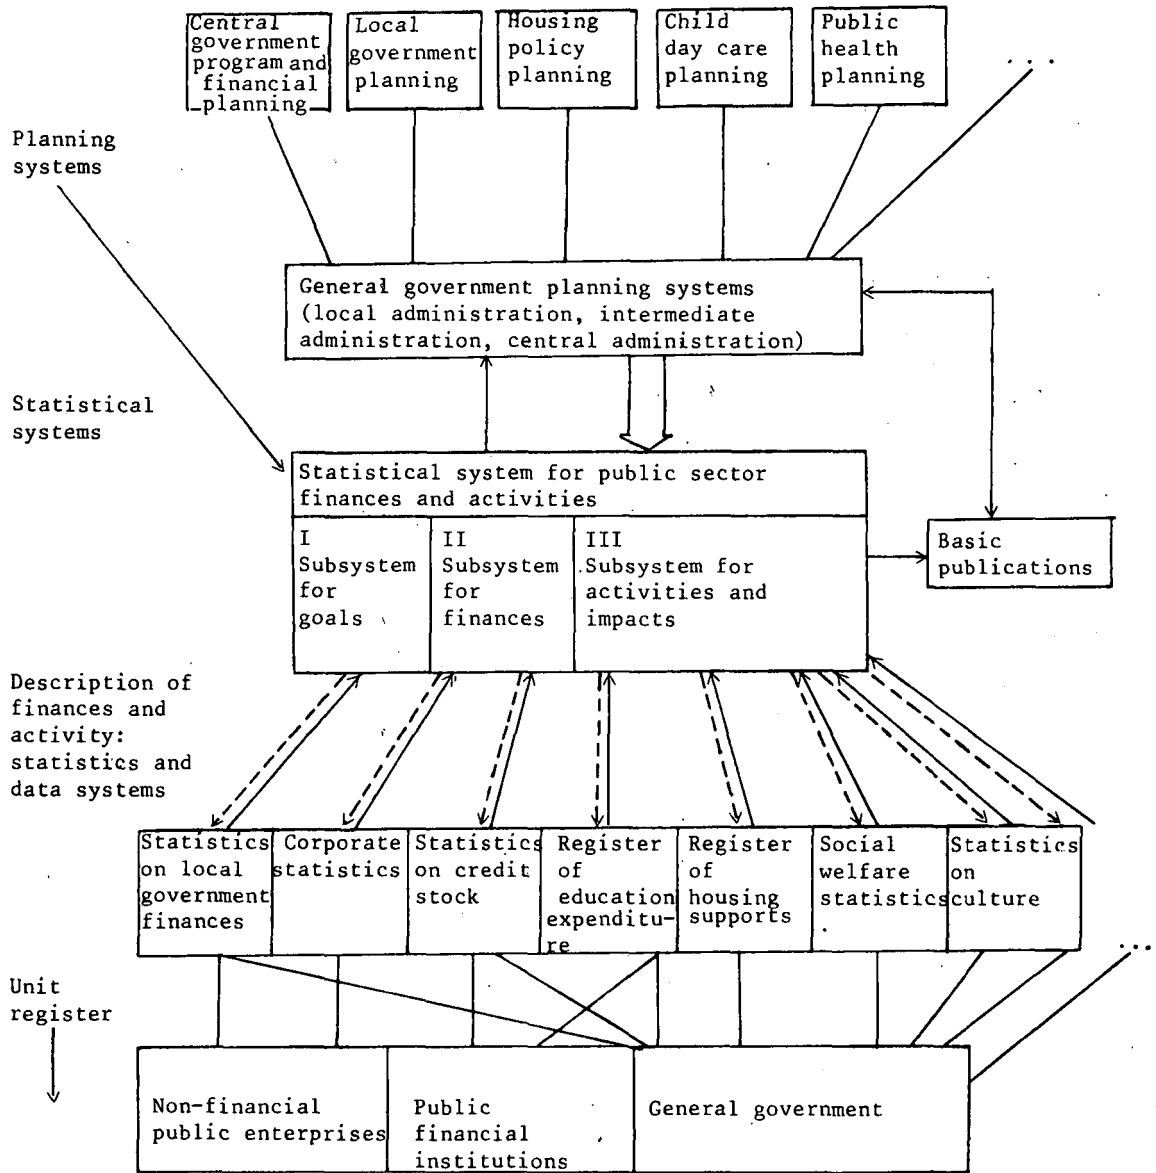 Central
government
program and
financial
planning
Local
government
planning
Housing
policy
planning
Child
day care
planning
Public
health
planning
...
Planning
systems
General government planning systems
(local administration, intermediate
administration, central administration)
Statistical
systems
Statistical system for public sector
finances and activities
I
Subsystem
for
goals
II
Subsystem
for
finances
III
Subsystem for
activities and
impacts
Basic
publications
Description of
finances and
activity:
statistics and
data systems
Statistics
on local
government
finances
Corporate
statistics
Statistics
on credit
stock
Register
of
education
expenditu-
re
Register
of
housing
supports
Social
welfare
statistics
Statistics
on
culture
...
Unit
register
Non-financial
public enterprises
Public
financial
institutions
General government